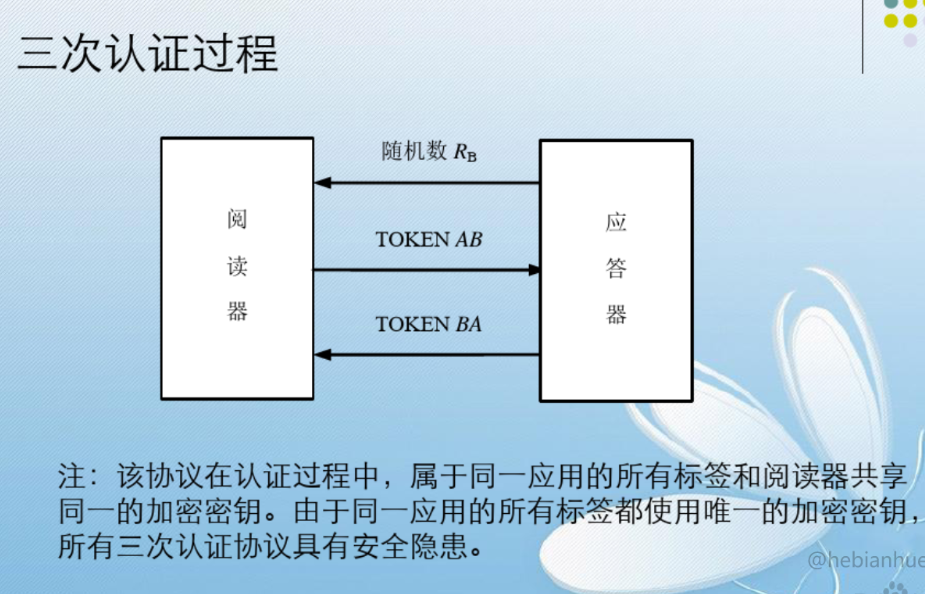 三次认证过程
随机数 RB
阅
读
器
TOKEN AB
应
答
器
TOKEN BA
注：该协议在认证过程中，属于同一应用的所有标签和阅读器共享
同一的加密密钥。由于同一应用的所有标签都使用唯一的加密密钥，
所有三次认证协议具有安全隐患。
@hebianhue